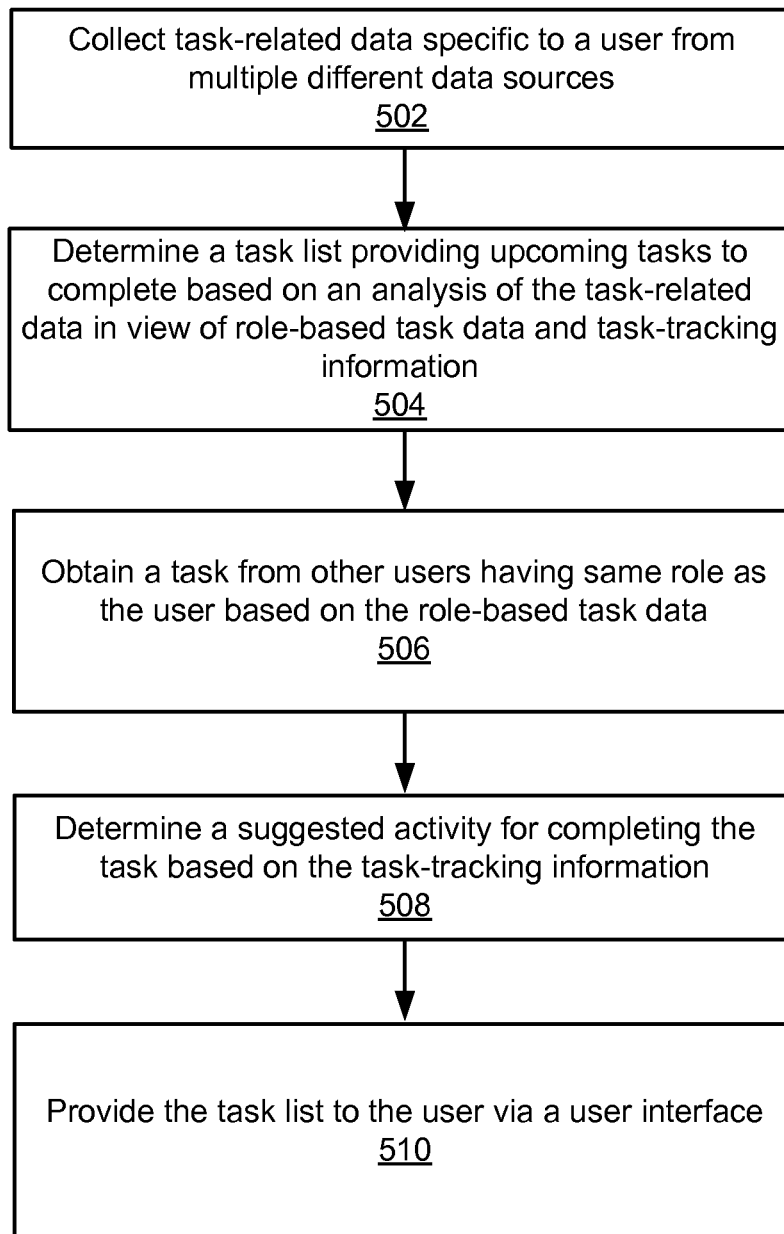 Collect task-related data specific to a user from
multiple different data sources
502
Determine a task list providing upcoming tasks to
complete based on an analysis of the task-related
data in view of role-based task data and task-tracking
information
504
Obtain a task from other users having same role as
the user based on the role-based task data
506
Determine a suggested activity for completing the
task based on the task-tracking information
508
Provide the task list to the user via a user interface
510